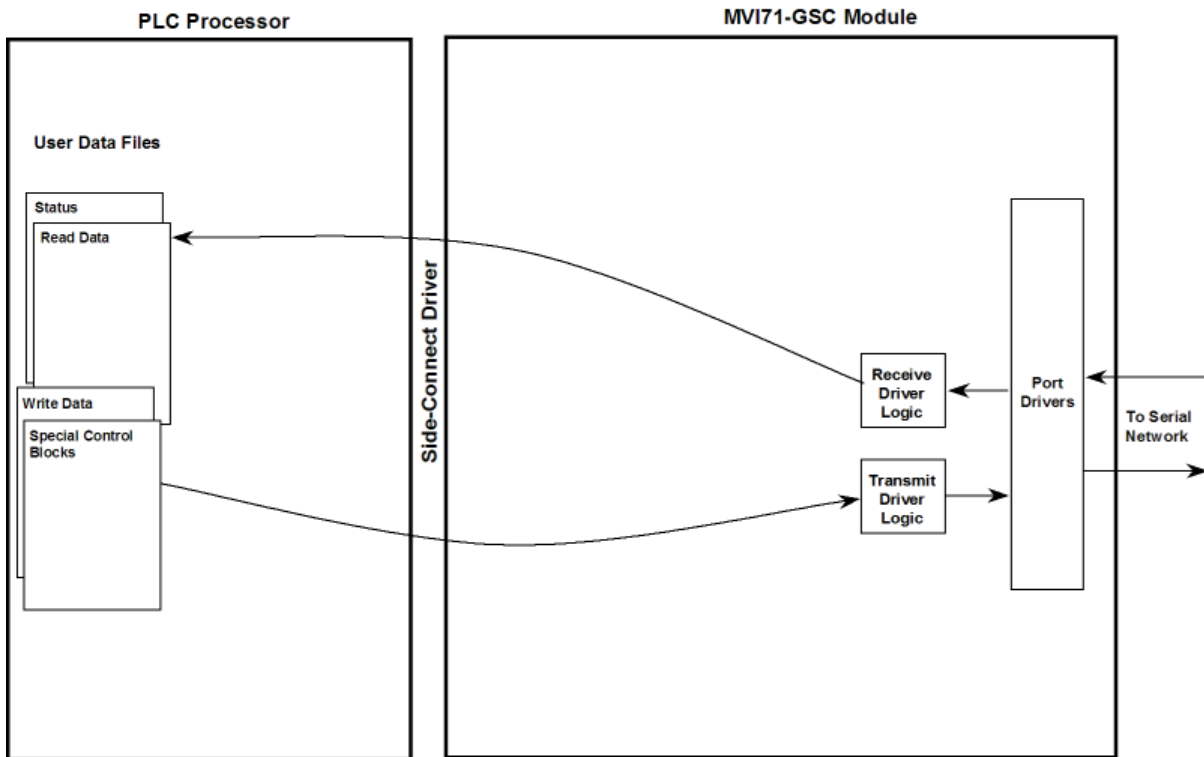 PLC Processor
MVI71-GSC Module
User Data Files
Status
Read Data
Write Data
Special Control
Blocks
Side-Connect Driver
Receive
Driver
Logic
Transmit
Driver
Logic
Port
Drivers
To Serial
Network